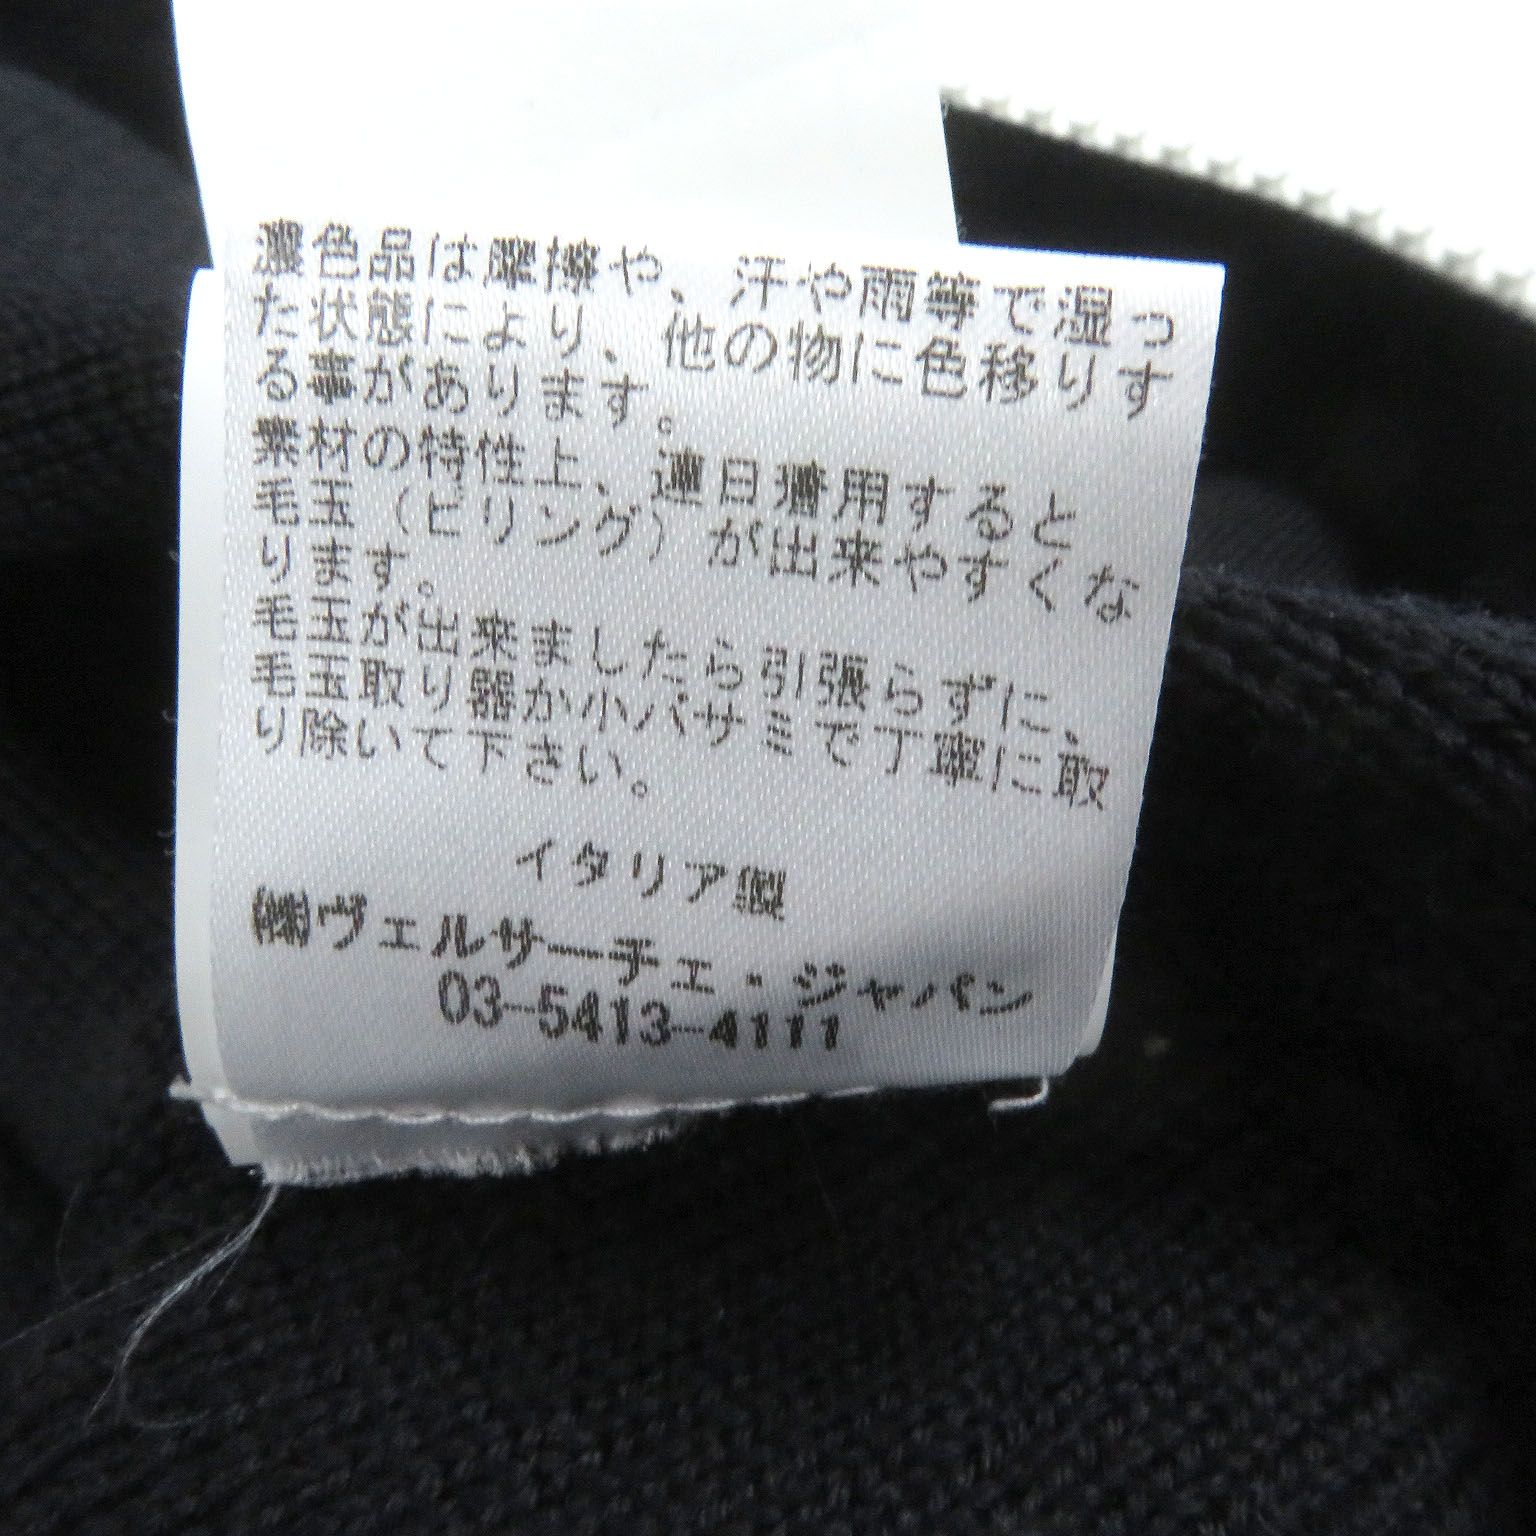 濃色品は摩擦や、汗や雨等で湿っ
た状態により、他の物に色移りす
る事があります。
素材の特性上、連日着用すると
毛玉（ピリング）が出来やすくな
ります。
毛玉が出来ましたら引張らずに、
毛玉取り器か小バサミで丁寧に取
り除いて下さい。
イタリア製
㈱ヴェルサーチェ・ジャパン
03-5413-4111